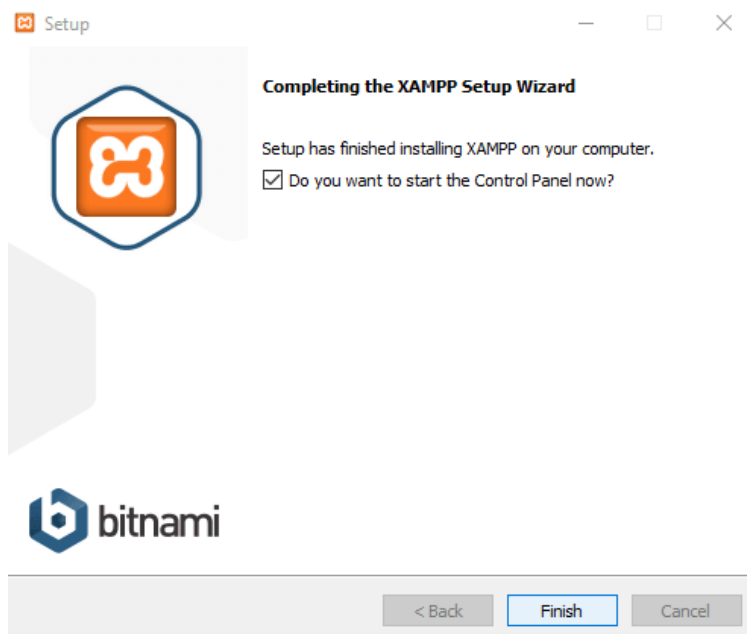 Setup
Completing the XAMPP Setup Wizard
Setup has finished installing XAMPP on your computer.
Do you want to start the Control Panel now?
bitnami
< Back
Finish
Cancel